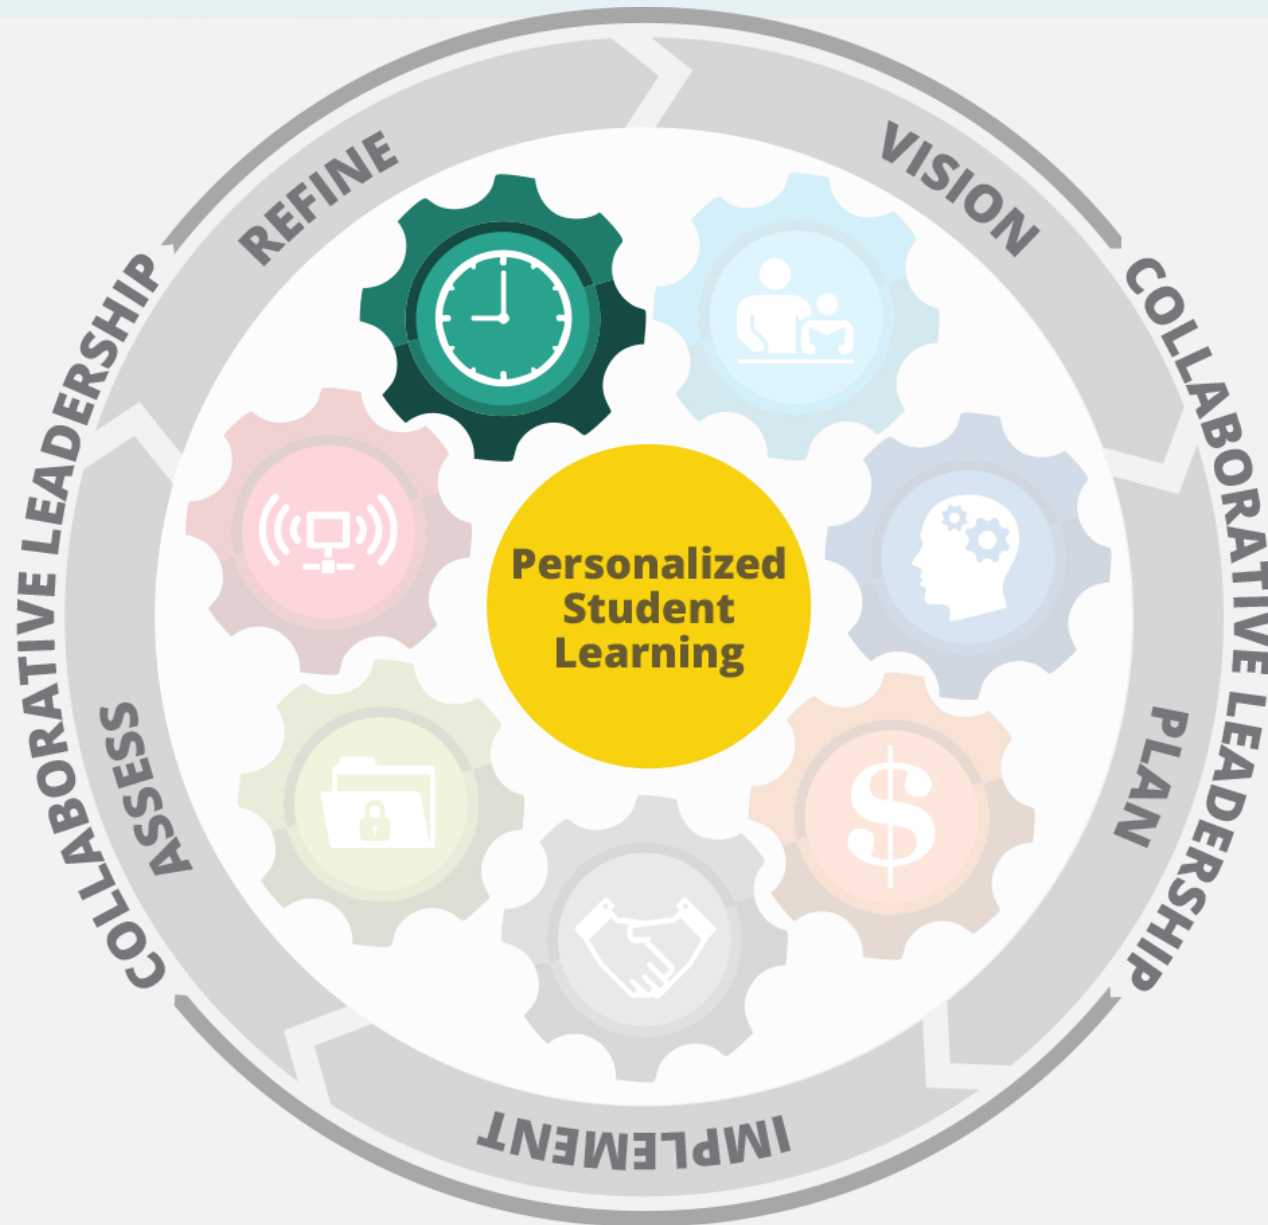 COLLABORATIVE LEADERSHIP
REFINE
VISION
COLLABORATIVE LEADERSHIP
Personalized
Student
Learning
$
ASSESS
PLAN
IMPLEMENT